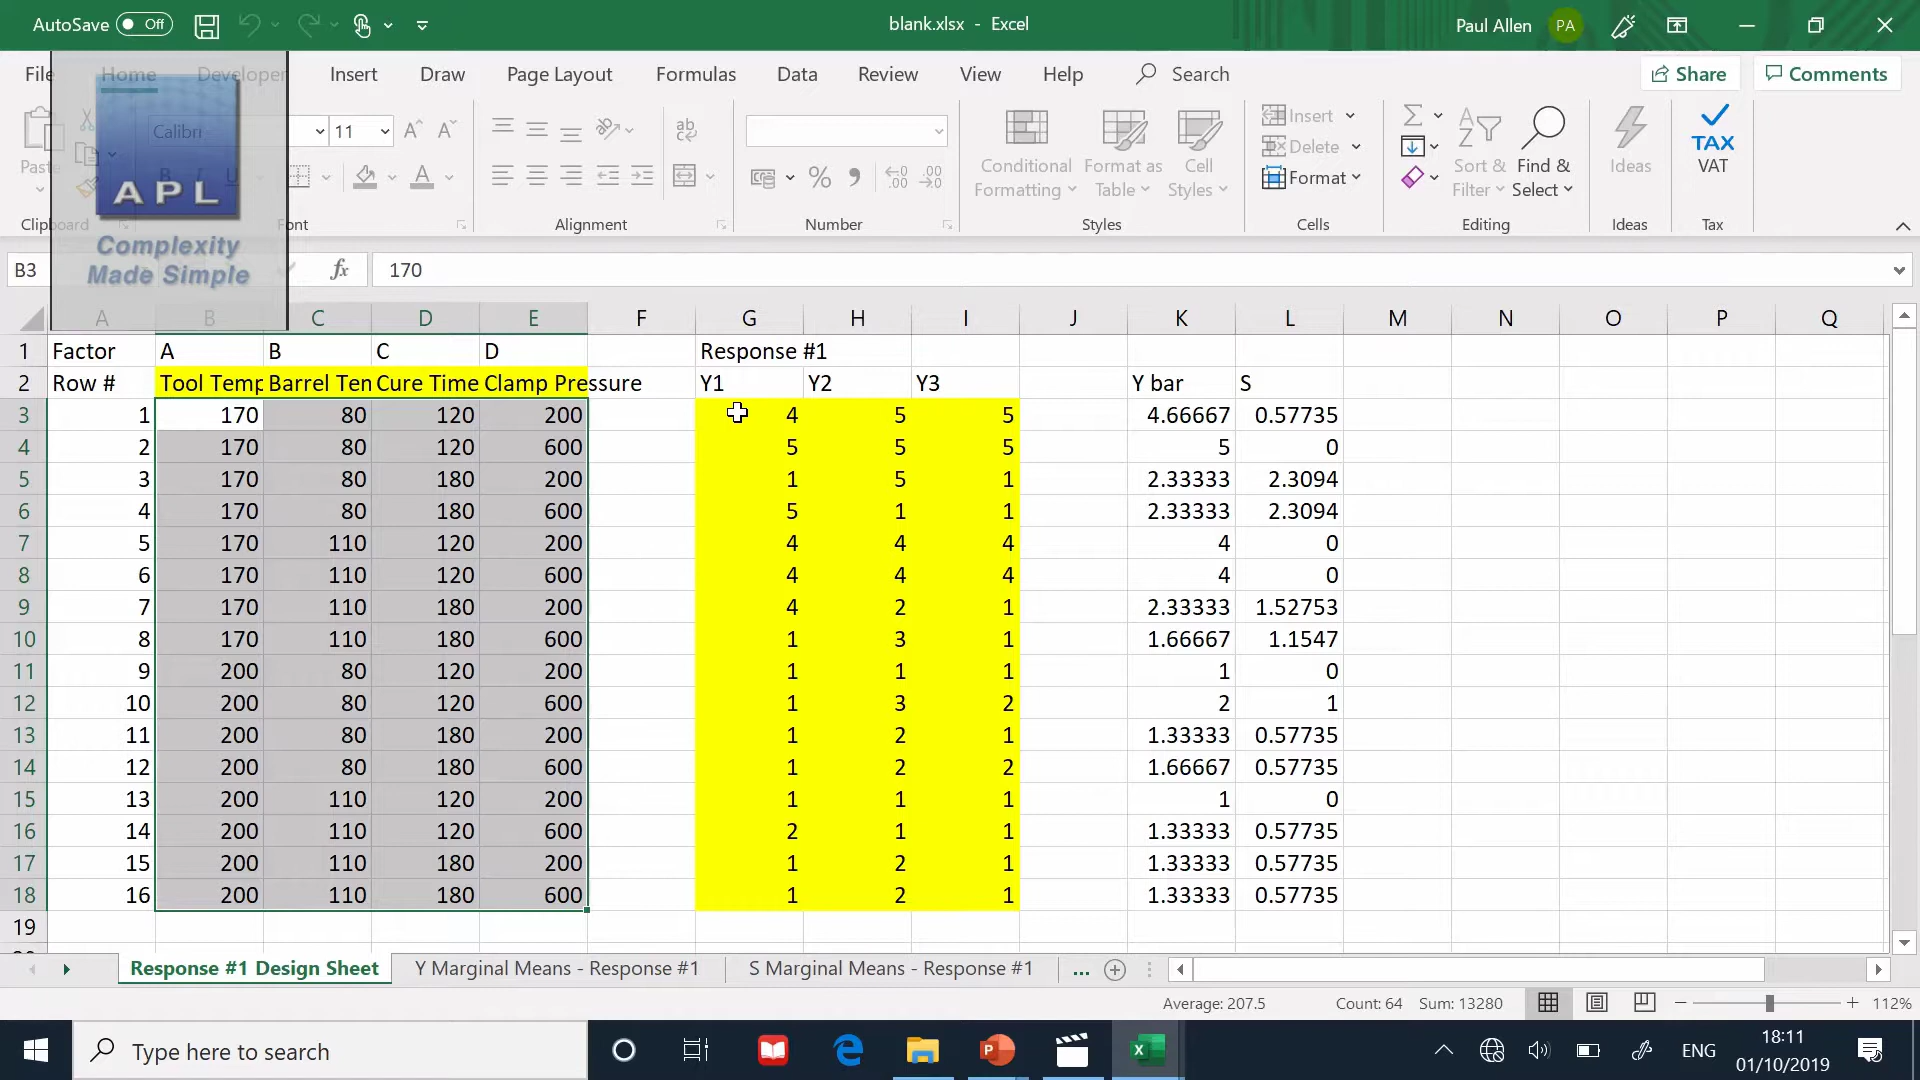 AutoSave Off
blank.xlsx - Excel
Paul Allen PA
File Home Developer Insert Draw Page Layout Formulas Data Review View Help Search
Share Comments
Paste
Calibri 11
ab
Conditional Formatting
Format as Table
Cell Styles
Insert
Delete
Format
Sort & Filter
Find & Select
Ideas
TAX
VAT
Clipboard Font Alignment Number Styles Cells Editing Ideas Tax
APL
Complexity
Made Simple
B3 fx 170
A B C D E F G H I J K L M N O P Q
1 Factor A B C D Response #1
2 Row # Tool Temp Barrel Ten Cure Time Clamp Pressure Y1 Y2 Y3 Y bar S
3 1 170 80 120 200 4 5 5 4.66667 0.57735
4 2 170 80 120 600 5 5 5 5 0
5 3 170 80 180 200 1 5 1 2.33333 2.3094
6 4 170 80 180 600 5 1 1 2.33333 2.3094
7 5 170 110 120 200 4 4 4 4 0
8 6 170 110 120 600 4 4 4 4 0
9 7 170 110 180 200 4 2 1 2.33333 1.52753
10 8 170 110 180 600 1 3 1 1.66667 1.1547
11 9 200 80 120 200 1 1 1 1 0
12 10 200 80 120 600 1 3 2 2 1
13 11 200 80 180 200 1 2 1 1.33333 0.57735
14 12 200 80 180 600 1 2 2 1.66667 0.57735
15 13 200 110 120 200 1 1 1 1 0
16 14 200 110 120 600 2 1 1 1.33333 0.57735
17 15 200 110 180 200 1 2 1 1.33333 0.57735
18 16 200 110 180 600 1 2 1 1.33333 0.57735
19
Response #1 Design Sheet Y Marginal Means - Response #1 S Marginal Means - Response #1 ...
Average: 207.5 Count: 64 Sum: 13280 112%
Type here to search
ENG
18:11
01/10/2019